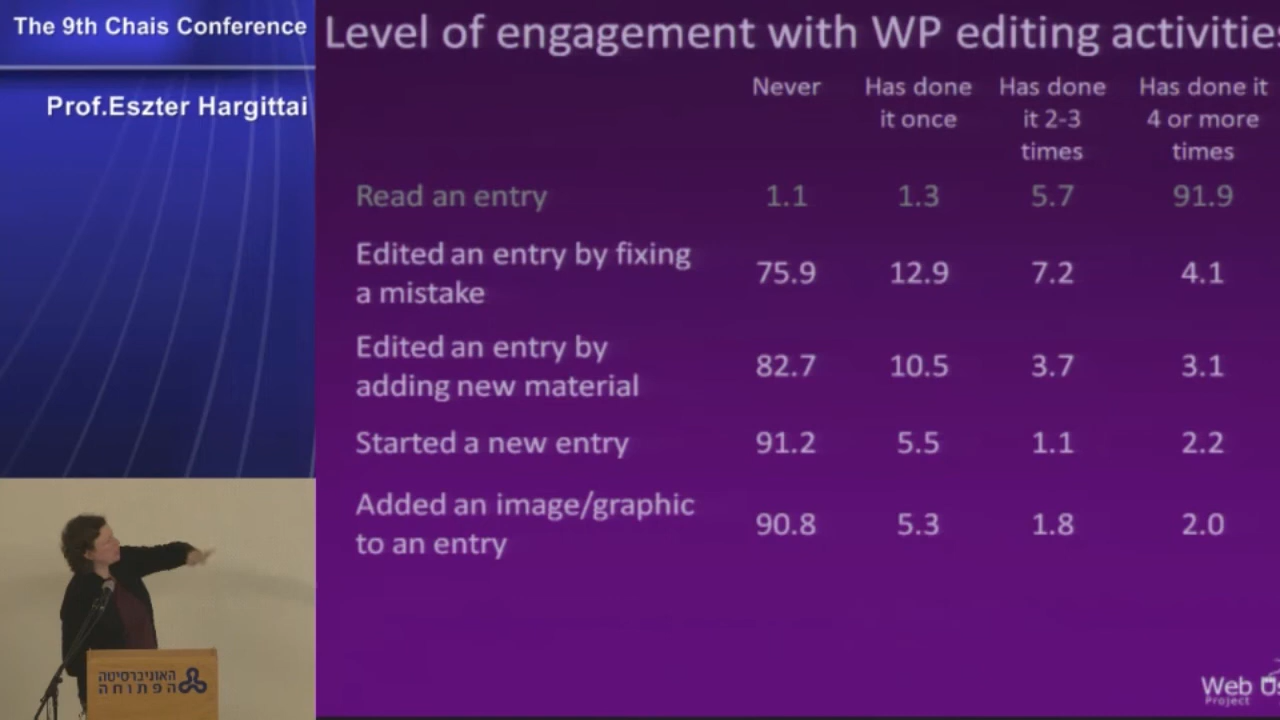 The 9th Chais Conference
Prof.Eszter Hargittai
Level of engagement with WP editing activities
Never
Has done
it once
Has done
it 2-3
times
Has done it
4 or more
times
Read an entry 1.1 1.3 5.7 91.9
Edited an entry by fixing
a mistake 75.9 12.9 7.2 4.1
Edited an entry by
adding new material 82.7 10.5 3.7 3.1
Started a new entry 91.2 5.5 1.1 2.2
Added an image/graphic
to an entry 90.8 5.3 1.8 2.0
האוניברסיטה
הפתוחה
Web
Project